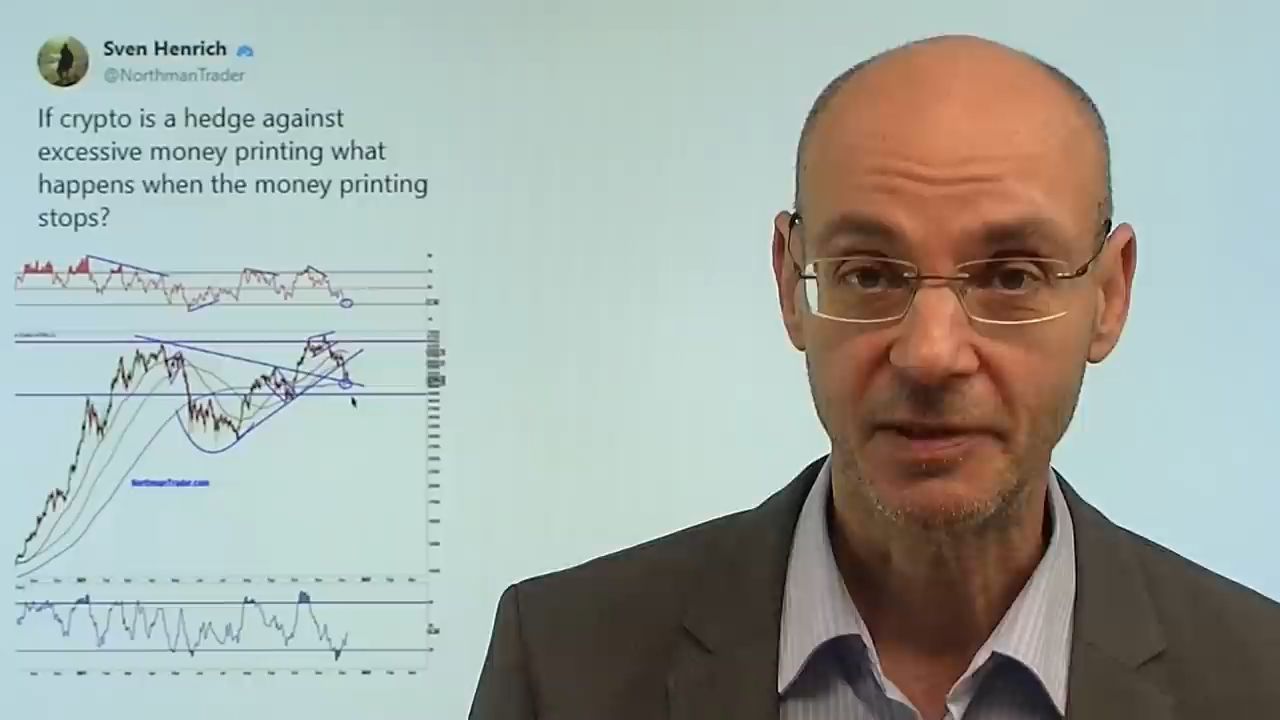 Sven Henrich
@NorthmanTrader
If crypto is a hedge against
excessive money printing what
happens when the money printing
stops?
NorthmanTrader.com